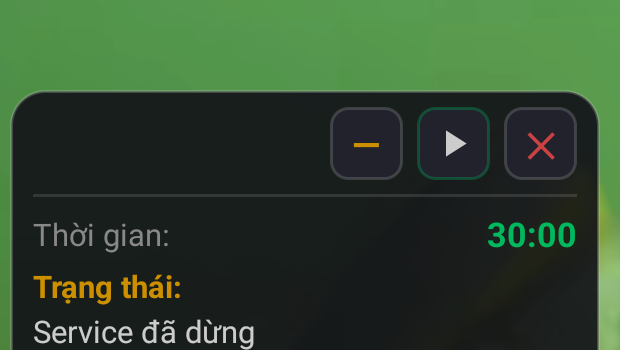 Thời gian: 30:00
Trạng thái:
Service đã dừng